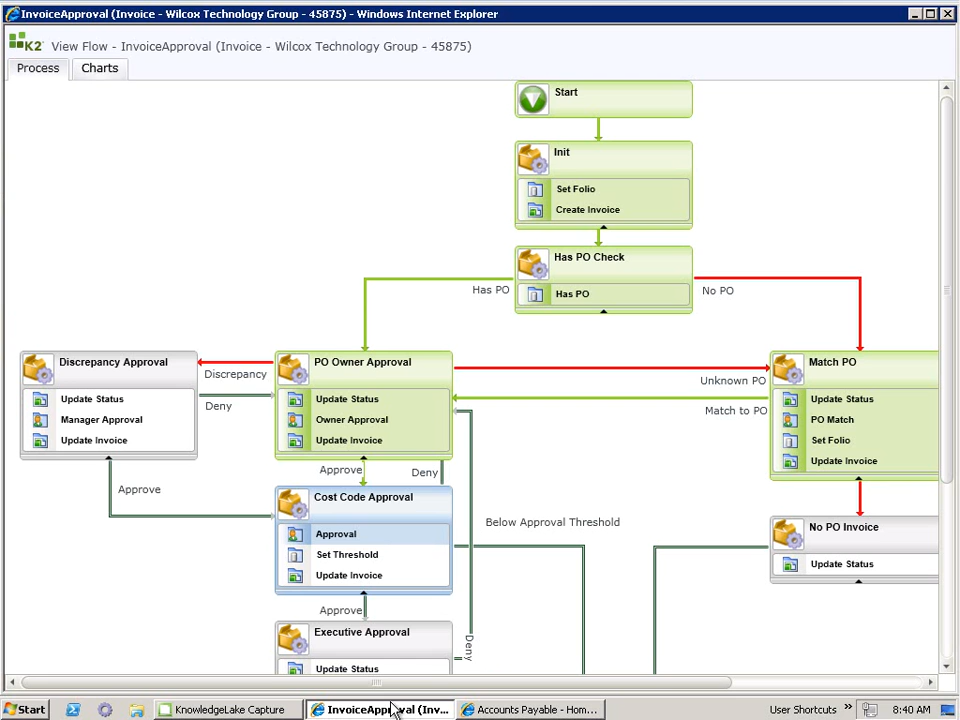 InvoiceApproval (Invoice - Wilcox Technology Group - 45875) - Windows Internet Explorer
K2 View Flow - InvoiceApproval (Invoice - Wilcox Technology Group - 45875)
Process Charts
Start
Init
Set Folio
Create Invoice
Has PO Check
Has PO
Has PO
No PO
Discrepancy Approval
Update Status
Manager Approval
Update Invoice
Discrepancy
Deny
PO Owner Approval
Update Status
Owner Approval
Update Invoice
Unknown PO
Match to PO
Match PO
Update Status
PO Match
Set Folio
Update Invoice
Approve
Deny
Approve
Cost Code Approval
Approval
Set Threshold
Update Invoice
Below Approval Threshold
No PO Invoice
Update Status
Approve
Deny
Executive Approval
Update Status
Start KnowledgeLake Capture InvoiceApproval (Inv... Accounts Payable - Hom... User Shortcuts » 8:40 AM